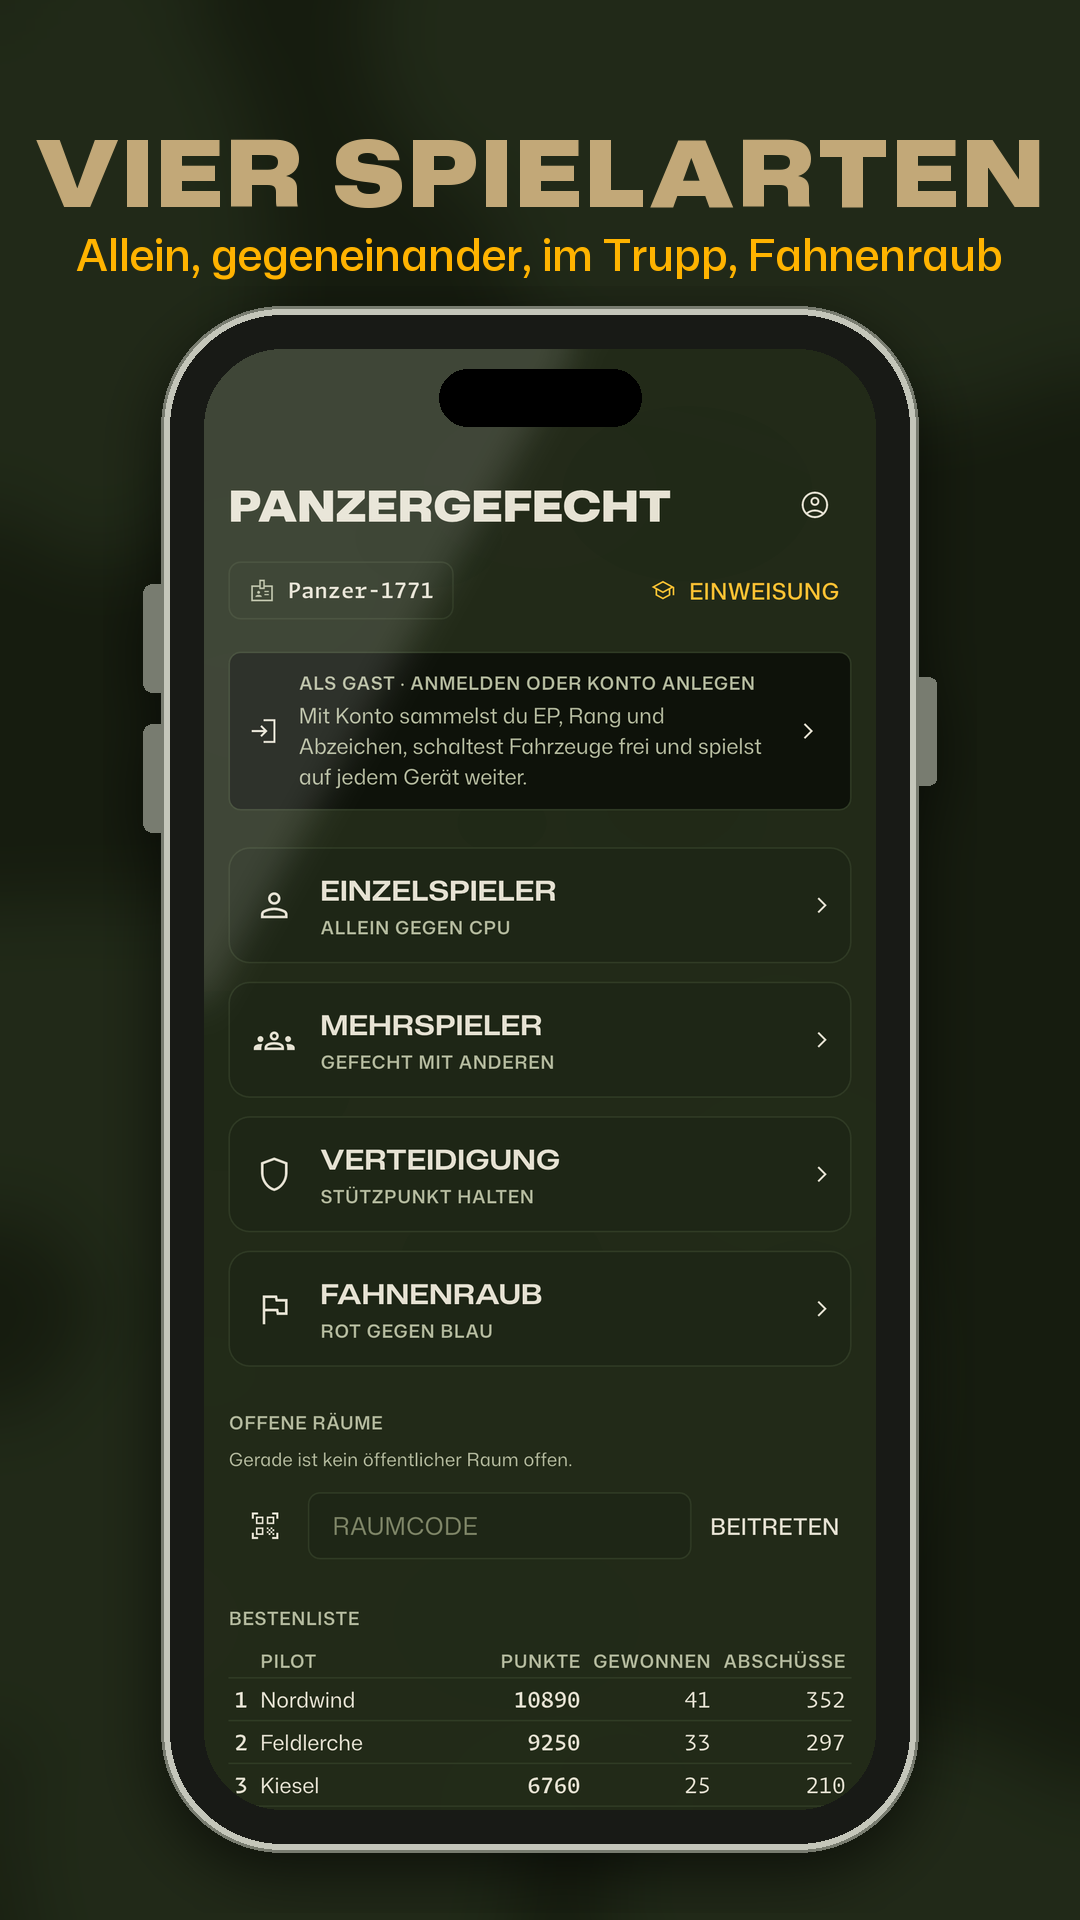 VIER SPIELARTEN
Allein, gegeneinander, im Trupp, Fahnenraub
PANZERGEFECHT
Panzer-1771
EINWEISUNG
ALS GAST · ANMELDEN ODER KONTO ANLEGEN
Mit Konto sammelst du EP, Rang und
Abzeichen, schaltest Fahrzeuge frei und spielst
auf jedem Gerät weiter.
EINZELSPIELER
ALLEIN GEGEN CPU
MEHRSPIELER
GEFECHT MIT ANDEREN
VERTEIDIGUNG
STÜTZPUNKT HALTEN
FAHNENRAUB
ROT GEGEN BLAU
OFFENE RÄUME
Gerade ist kein öffentlicher Raum offen.
RAUMCODE BEITRETEN
BESTENLISTE
PILOT PUNKTE GEWONNEN ABSCHÜSSE
1 Nordwind 10890 41 352
2 Feldlerche 9250 33 297
3 Kiesel 6760 25 210